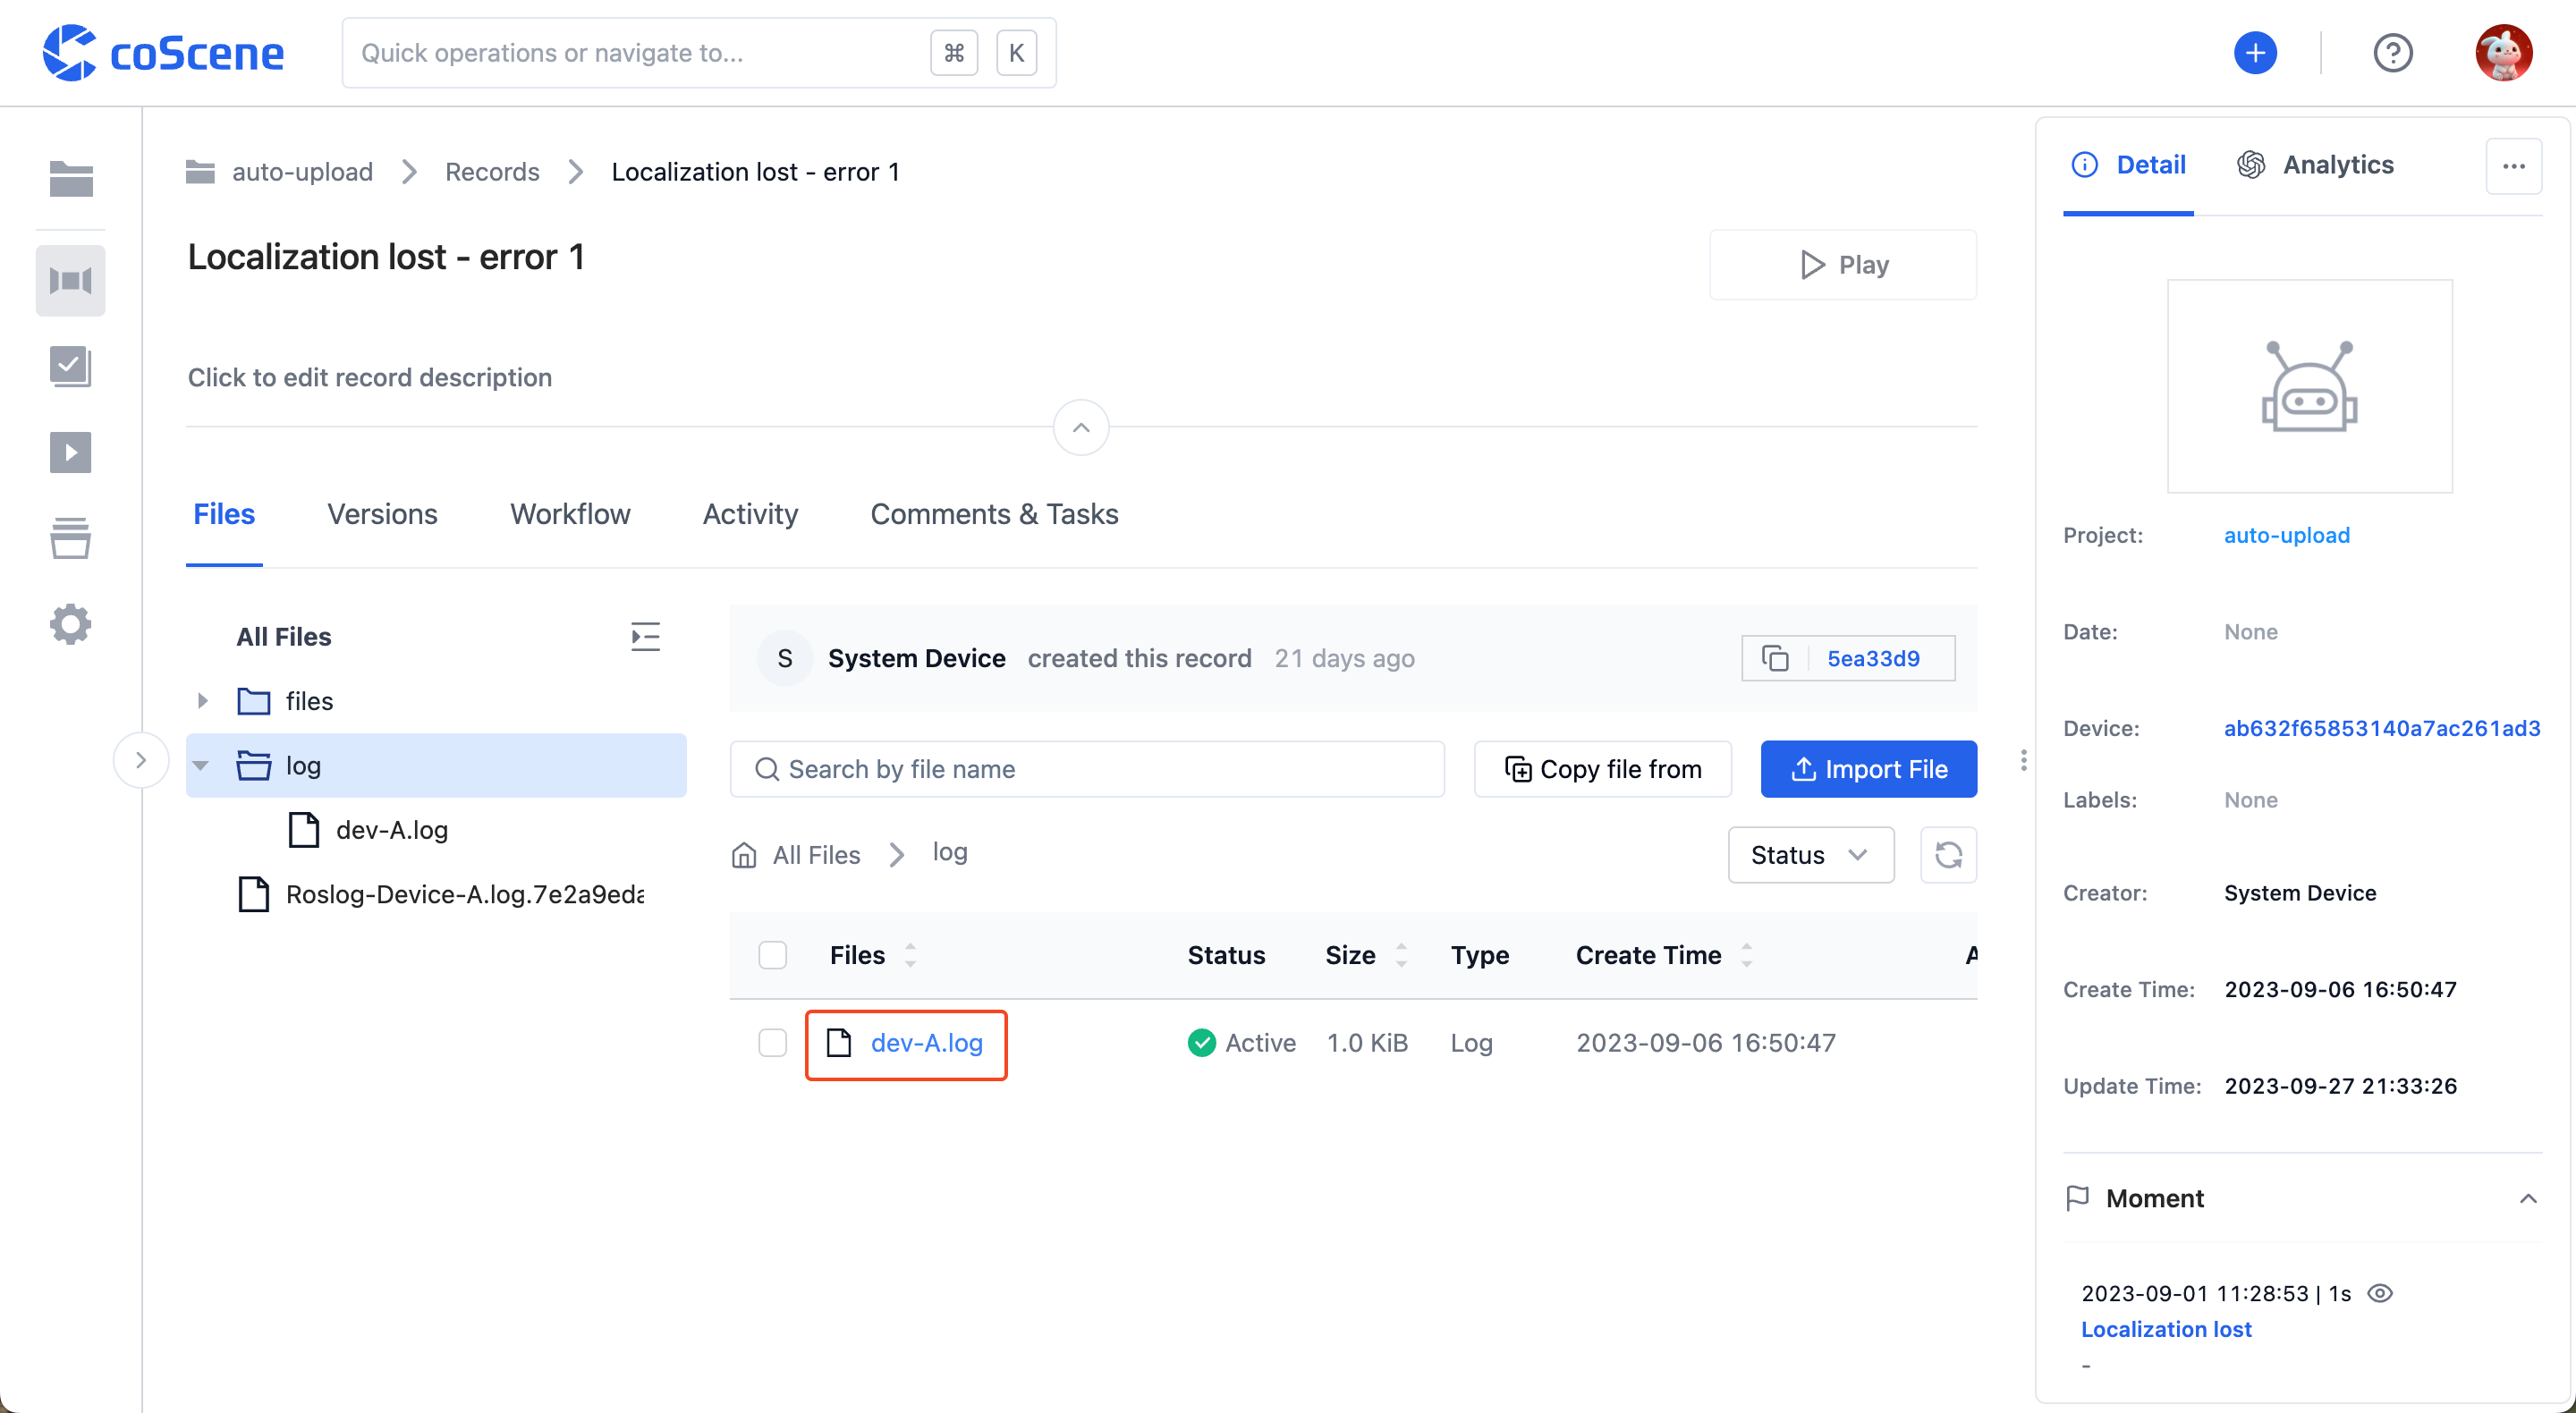 coScene
Quick operations or navigate to...
⌘ K
auto-upload
Records
Localization lost - error 1
Localization lost - error 1
Play
Click to edit record description
Files
Versions
Workflow
Activity
Comments & Tasks
All Files
files
log
dev-A.log
Roslog-Device-A.log.7e2a9eda
S
System Device created this record 21 days ago
5ea33d9
Search by file name
Copy file from
Import File
All Files
log
Status
Files Status Size Type Create Time A
dev-A.log Active 1.0 KiB Log 2023-09-06 16:50:47
Detail
Analytics
Project: auto-upload
Date: None
Device: ab632f65853140a7ac261ad3
Labels: None
Creator: System Device
Create Time: 2023-09-06 16:50:47
Update Time: 2023-09-27 21:33:26
Moment
2023-09-01 11:28:53 | 1s
Localization lost
-